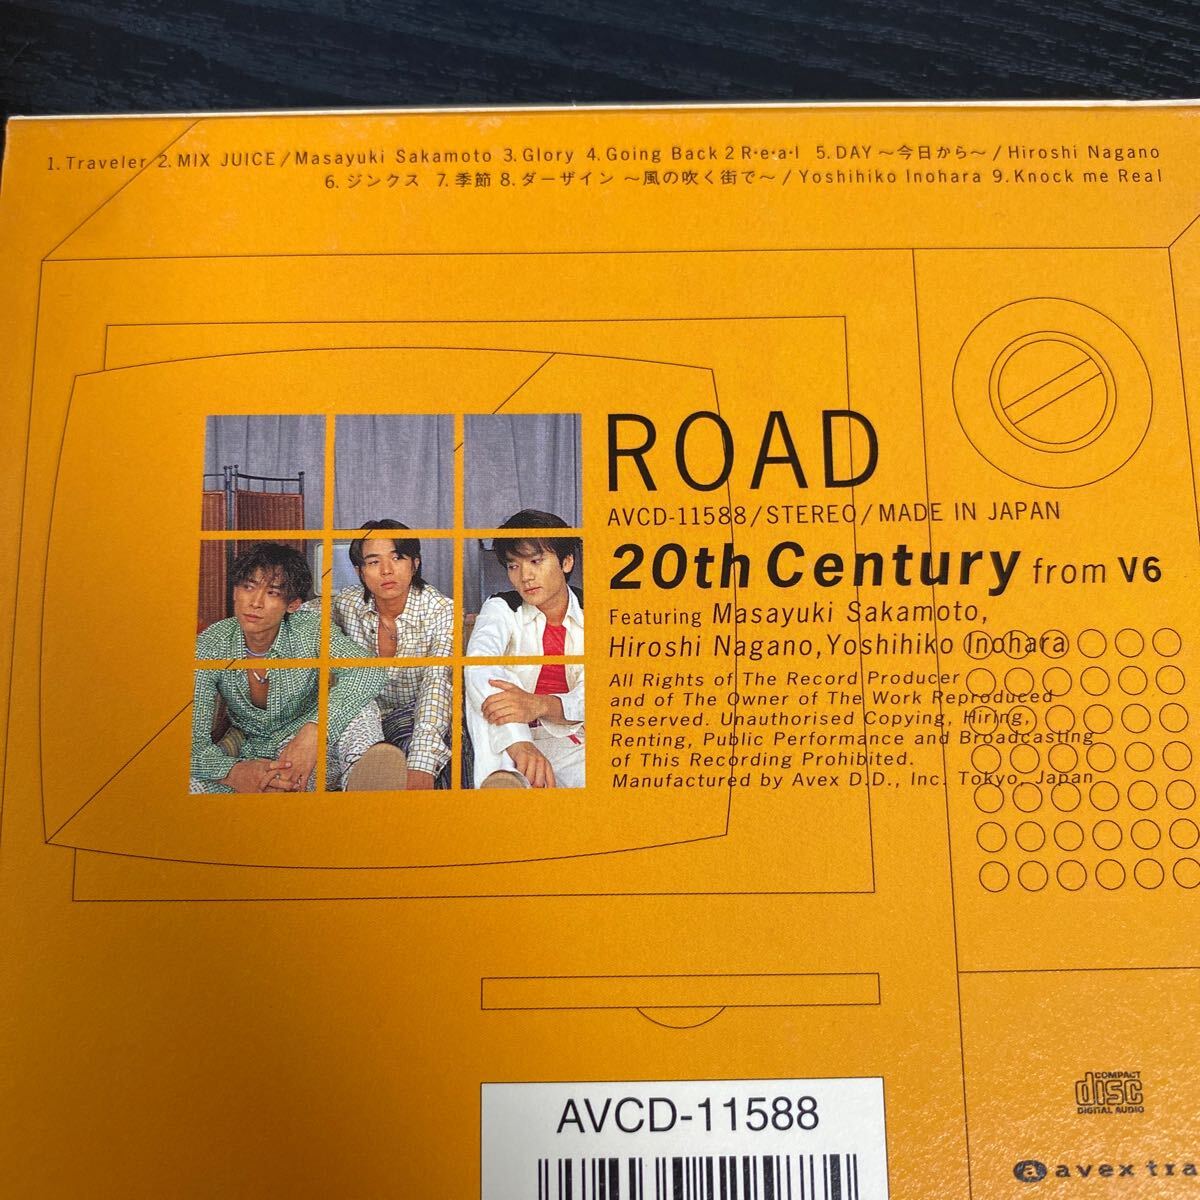 1. Traveler 2. MIX JUICE/Masayuki Sakamoto 3. Glory 4. Going Back 2 R・e・a・l 5. DAY ～今日から～/Hiroshi Nagano
6. ジンクス 7. 季節 8. ダーザイン ～風の吹く街で～/Yoshihiko Inohara 9. Knock me Real
ROAD
AVCD-11588/STEREO/MADE IN JAPAN
20th Century from V6
Featuring Masayuki Sakamoto,
Hiroshi Nagano, Yoshihiko Inohara
All Rights of The Record Producer
and of The Owner of The Work Reproduced
Reserved. Unauthorised Copying, Hiring,
Renting, Public Performance and Broadcasting
of This Recording Prohibited.
Manufactured by Avex D.D., Inc. Tokyo, Japan
AVCD-11588
COMPACT
disc
DIGITAL AUDIO
a avex tra